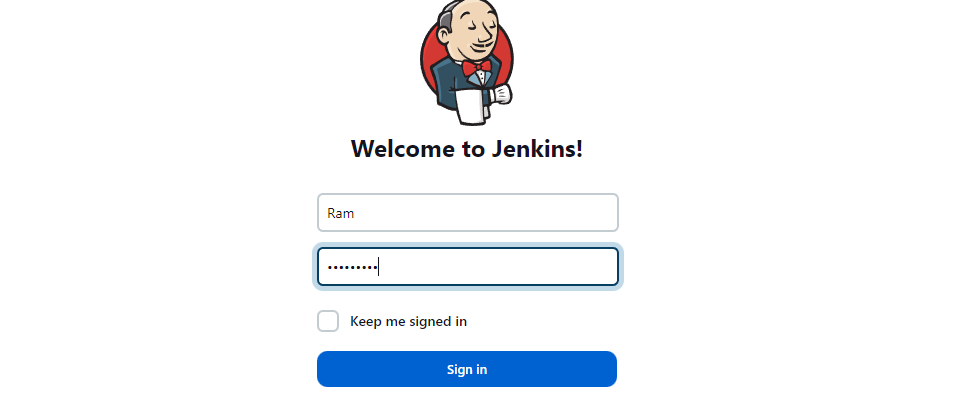 Welcome to Jenkins!
Ram
•••••••••
Keep me signed in
Sign in